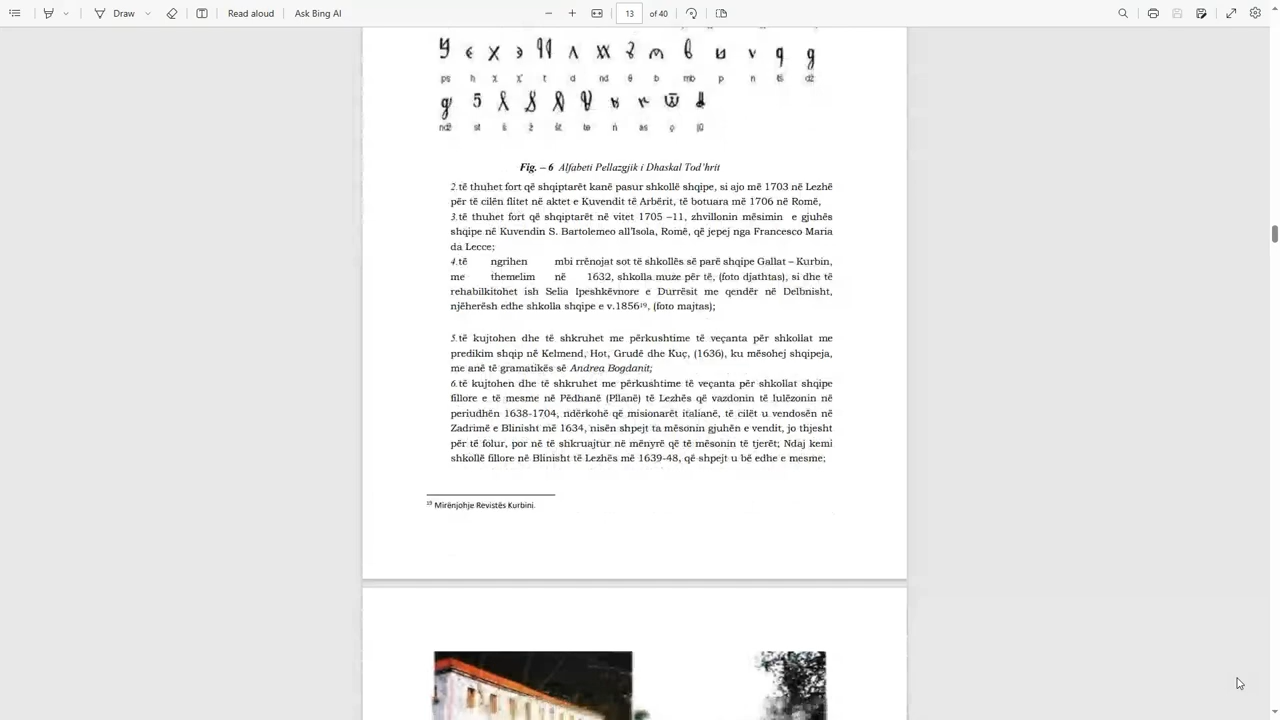 Draw
Read aloud
Ask Bing AI
13 of 40
ps h χ χ' t d nd θ b mb p n tš dž
ndž st š ž št te ń as ç jü
Fig. – 6 Alfabeti Pellazgjik i Dhaskal Tod'hrit
2.të thuhet fort që shqiptarët kanë pasur shkollë shqipe, si ajo më 1703 në Lezhë
për të cilën flitet në aktet e Kuvendit të Arbërit, të botuara më 1706 në Romë,
3.të thuhet fort që shqiptarët në vitet 1705 –11, zhvillonin mësimin e gjuhës
shqipe në Kuvendin S. Bartolemeo all'Isola, Romë, që jepej nga Francesco Maria
da Lecce;
4.të ngrihen mbi rrënojat sot të shkollës së parë shqipe Gallat – Kurbin,
me themelim në 1632, shkolla muze për të, (foto djathtas), si dhe të
rehabilkitohet ish Selia Ipeshkëvnore e Durrësit me qendër në Delbnisht,
njëherësh edhe shkolla shqipe e v.1856¹⁹, (foto majtas);
5.të kujtohen dhe të shkruhet me përkushtime të veçanta për shkollat me
predikim shqip në Kelmend, Hot, Grudë dhe Kuç, (1636), ku mësohej shqipeja,
me anë të gramatikës së Andrea Bogdanit;
6.të kujtohen dhe të shkruhet me përkushtime të veçanta për shkollat shqipe
fillore e të mesme në Pëdhanë (Pllanë) të Lezhës që vazdonin të lulëzonin në
periudhën 1638-1704, ndërkohë që misionarët italianë, të cilët u vendosën në
Zadrimë e Blinisht më 1634, nisën shpejt ta mësonin gjuhën e vendit, jo thjesht
për të folur, por në të shkruajtur në mënyrë që të mësonin të tjerët; Ndaj kemi
shkollë fillore në Blinisht të Lezhës më 1639-48, që shpejt u bë edhe e mesme;
¹⁹ Mirënjohje Revistës Kurbini.